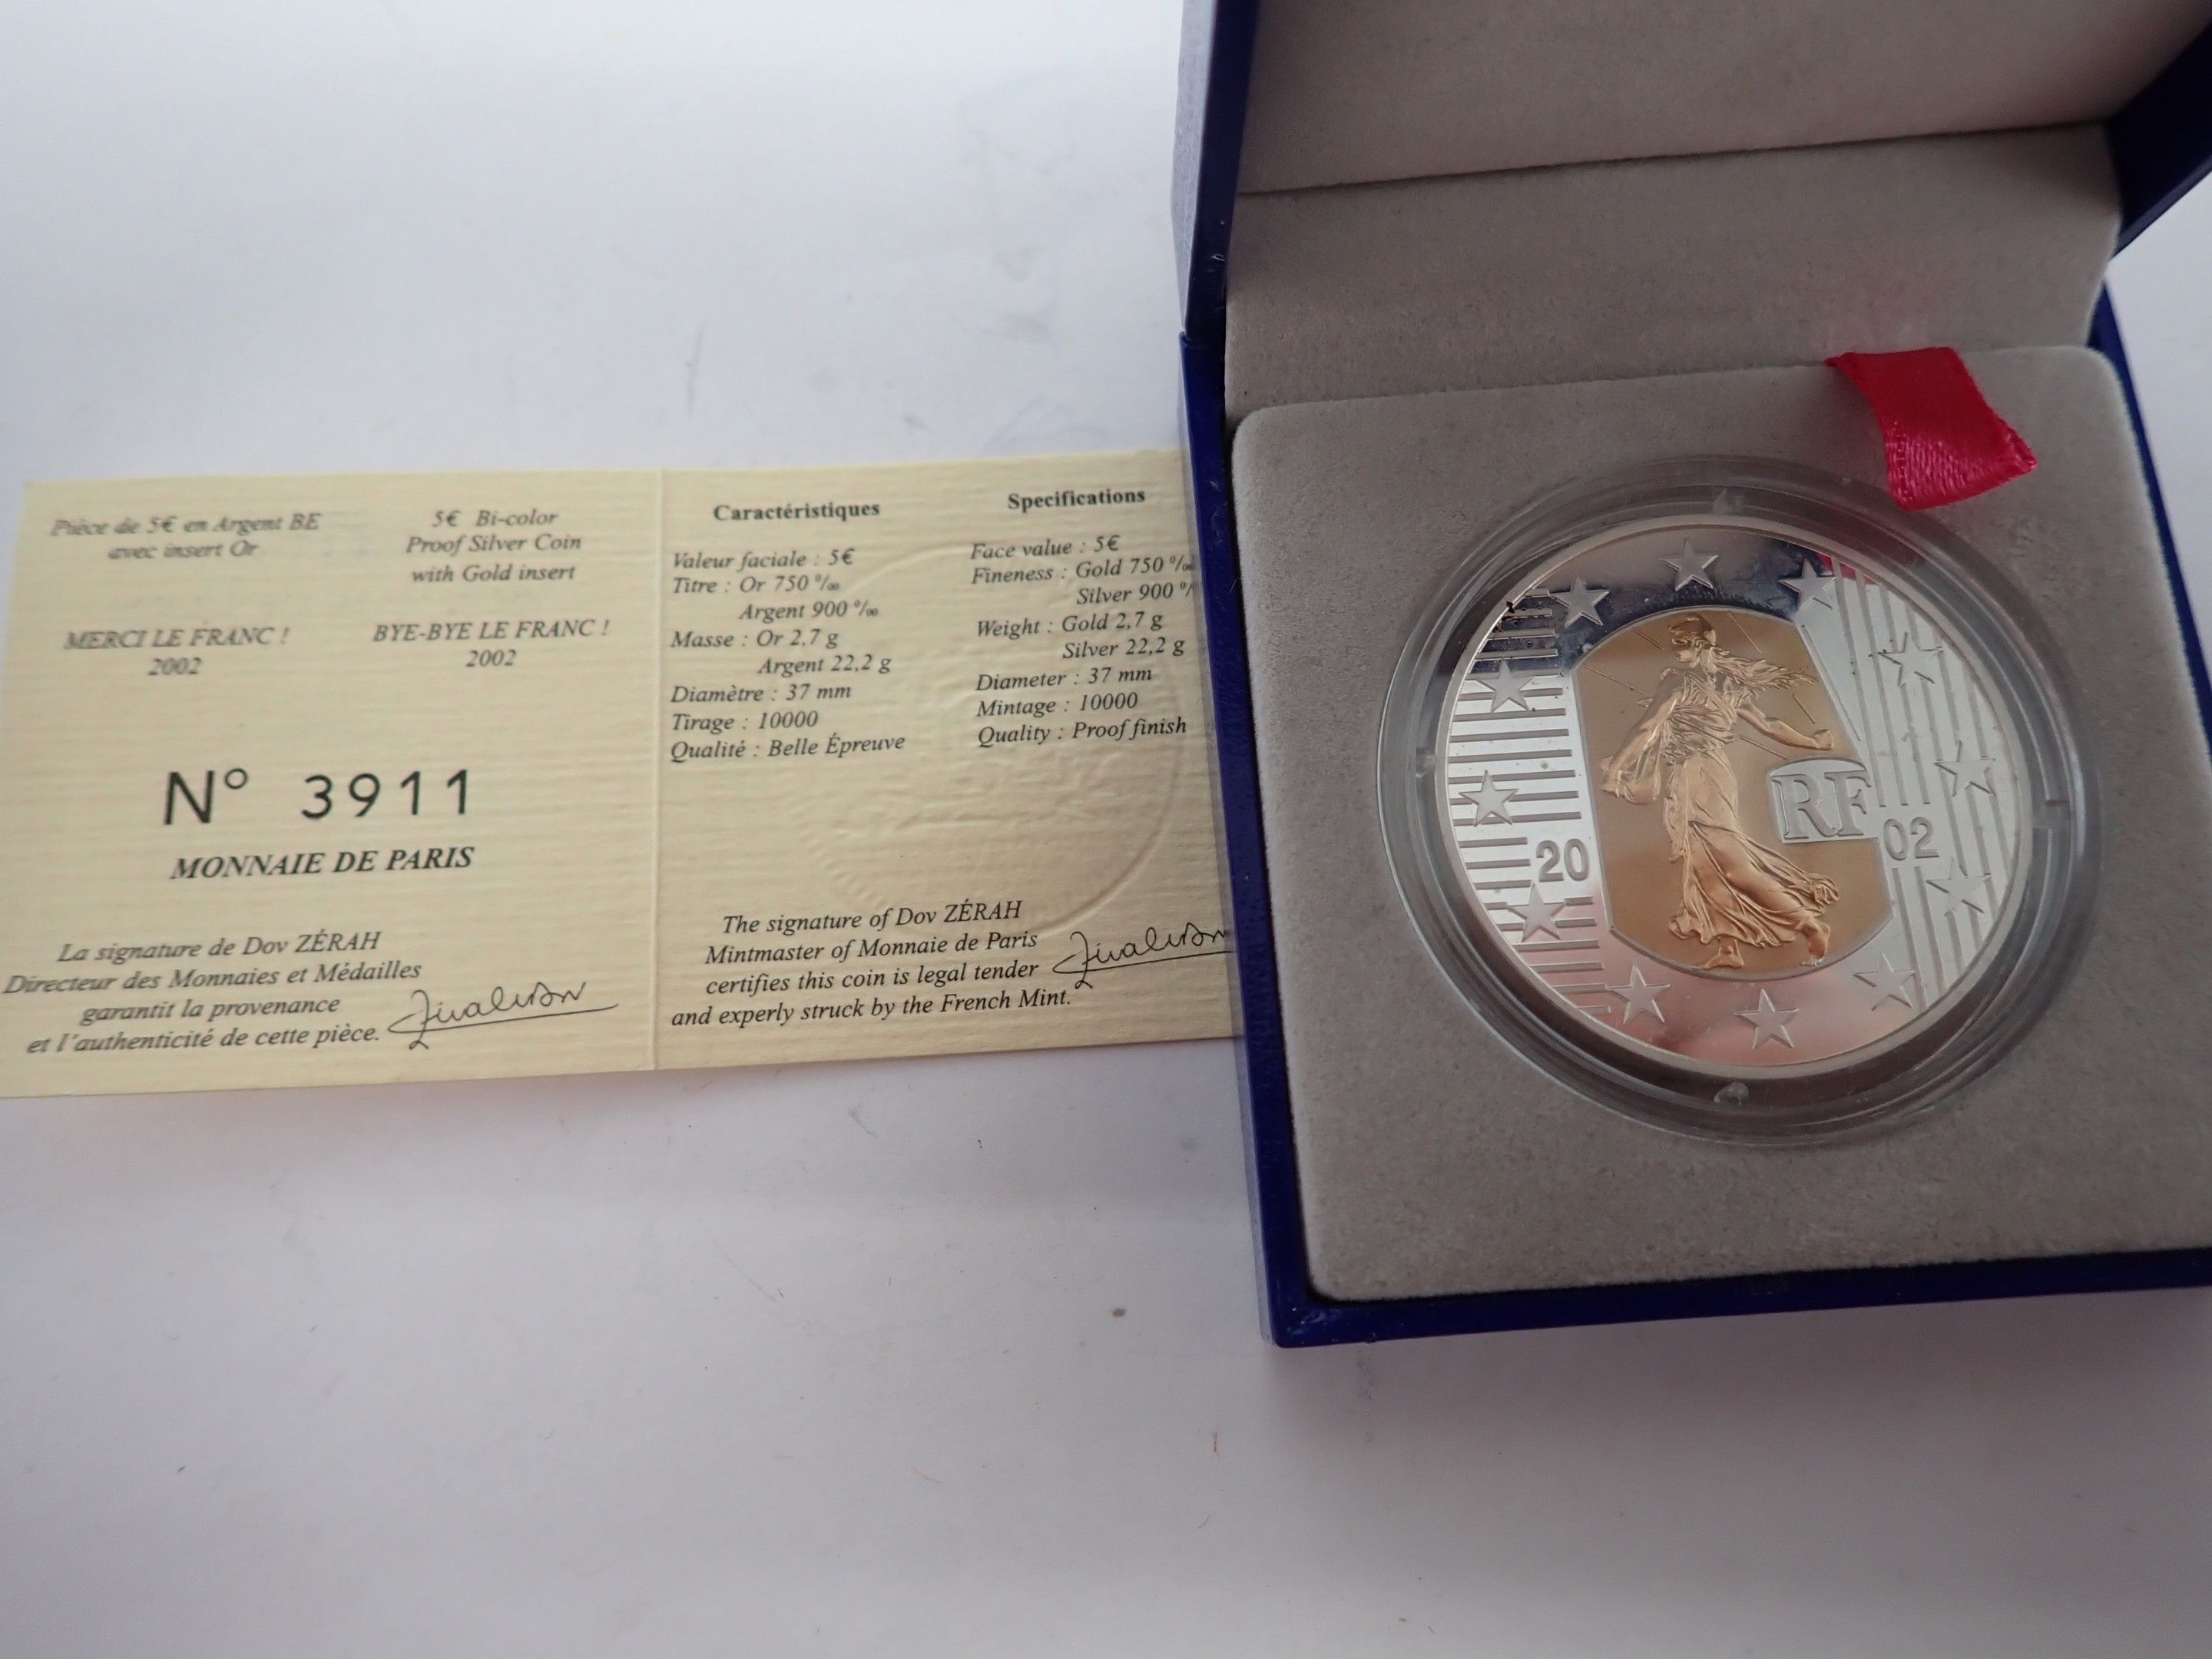 Pièce de 5€ en Argent BE
avec insert Or
MERCI LE FRANC !
2002
5€ Bi-color
Proof Silver Coin
with Gold insert
BYE-BYE LE FRANC !
2002
N° 3911
MONNAIE DE PARIS
La signature de Dov ZÉRAH
Directeur des Monnaies et Médailles
garantit la provenance
et l'authenticité de cette pièce.
Caractéristiques
Valeur faciale : 5€
Titre : Or 750 ‰
Argent 900 ‰
Masse : Or 2,7 g
Argent 22,2 g
Diamètre : 37 mm
Tirage : 10000
Qualité : Belle Épreuve
Specifications
Face value : 5€
Fineness : Gold 750 ‰
Silver 900
Weight : Gold 2,7 g
Silver 22,2 g
Diameter : 37 mm
Mintage : 10000
Quality : Proof finish
The signature of Dov ZÉRAH
Mintmaster of Monnaie de Paris
certifies this coin is legal tender
and experly struck by the French Mint.
RF
20 02